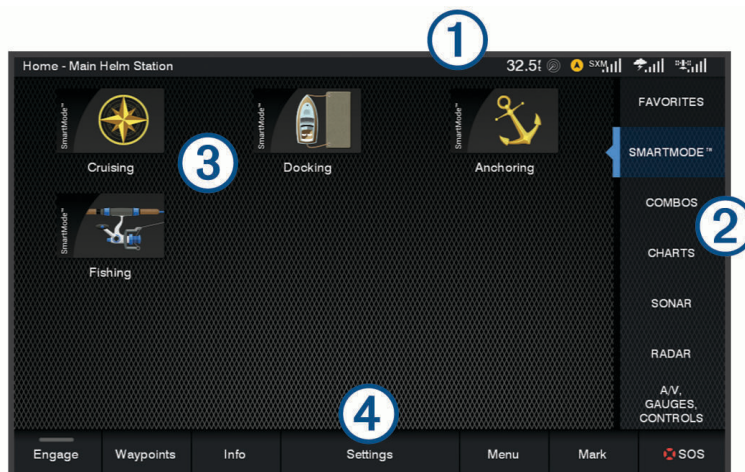 1
Home - Main Helm Station
32.5ft
SXM
FAVORITES
SmartMode™
Cruising
SmartMode™
Docking
SmartMode™
Anchoring
SMARTMODE™
3
COMBOS
2
SmartMode™
Fishing
CHARTS
SONAR
RADAR
A/V,
GAUGES,
CONTROLS
4
Engage
Waypoints
Info
Settings
Menu
Mark
SOS